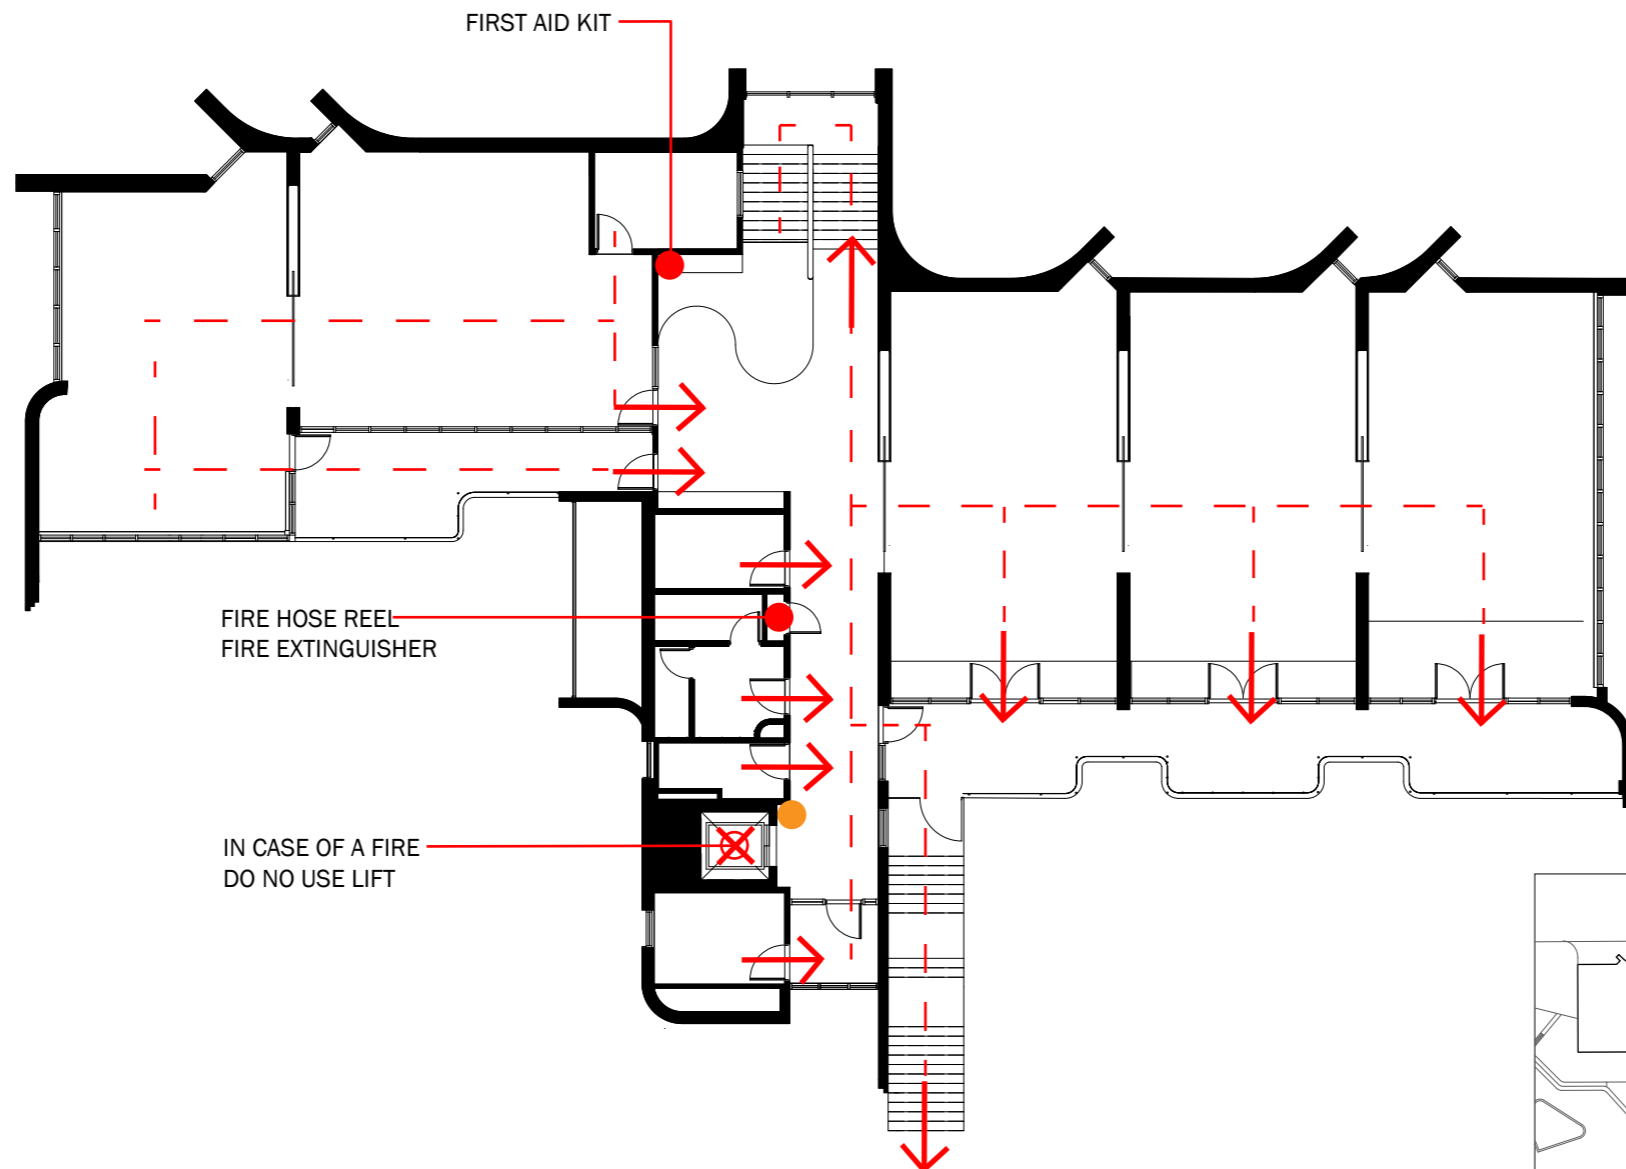 FIRST AID KIT
FIRE HOSE REEL
FIRE EXTINGUISHER
IN CASE OF A FIRE
DO NO USE LIFT